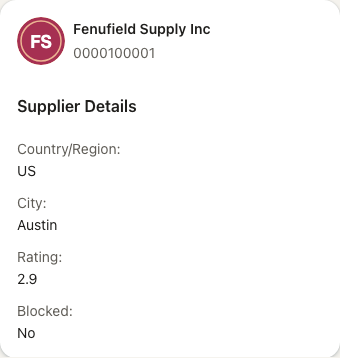 FS
Fenufield Supply Inc
0000100001
Supplier Details
Country/Region:
US
City:
Austin
Rating:
2.9
Blocked:
No